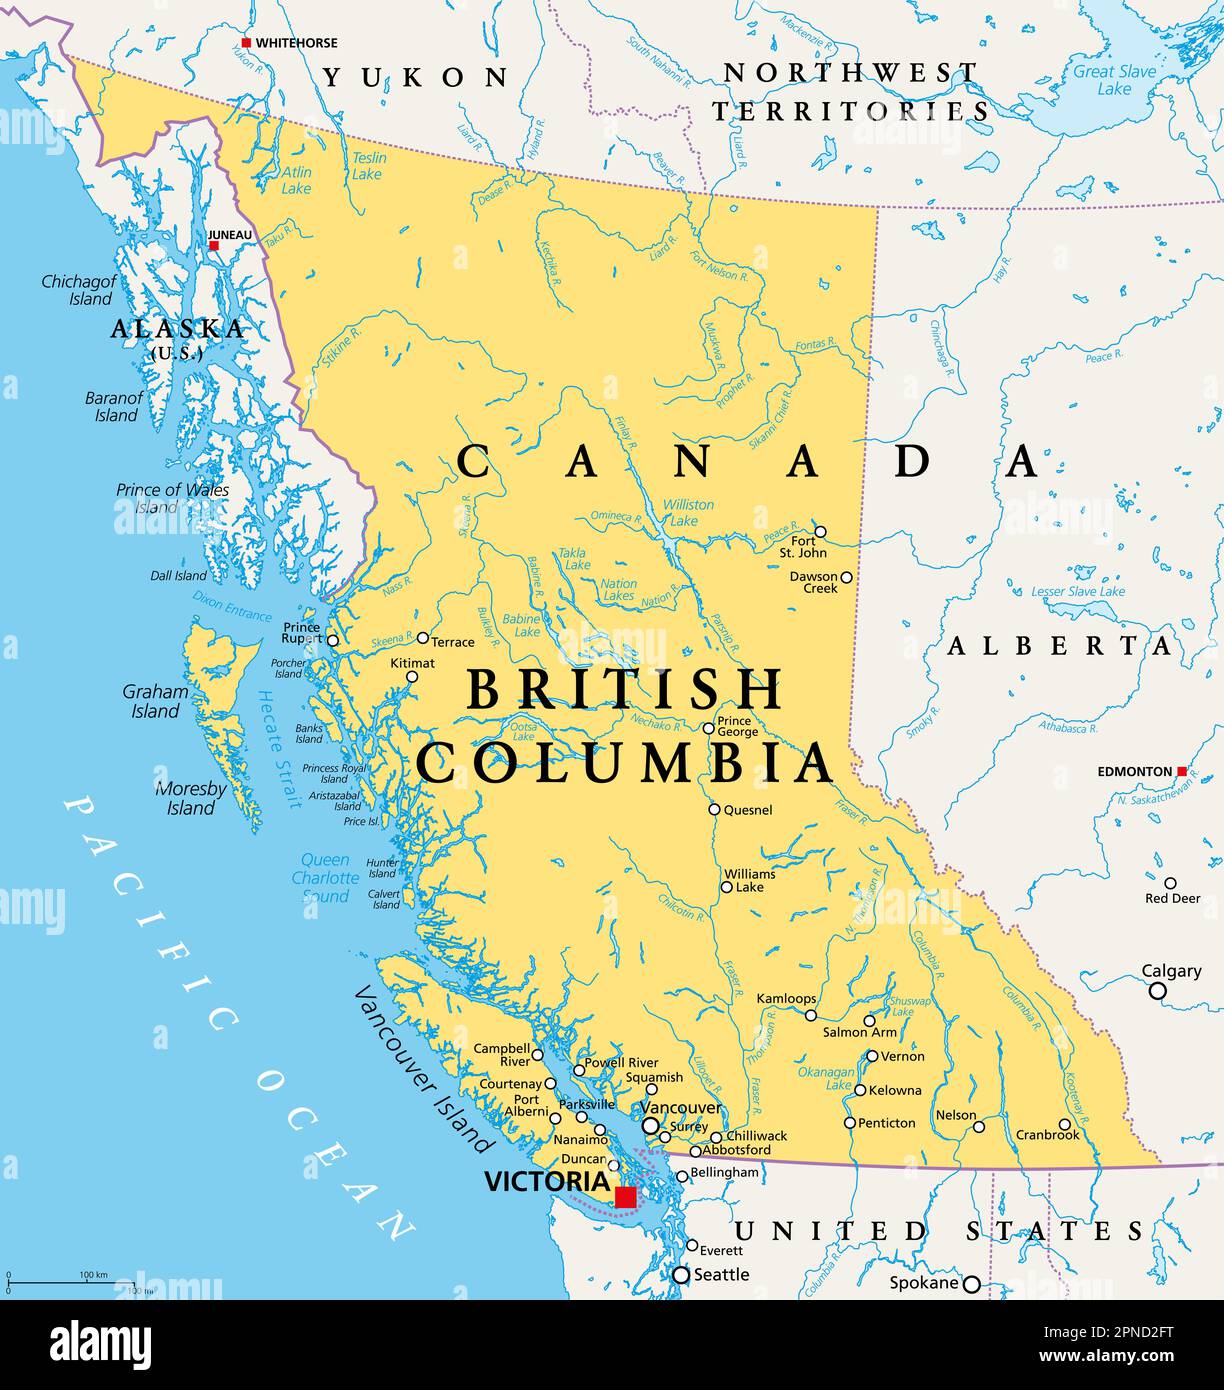 WHITEHORSE
YUKON
Yukon R.
NORTHWEST
TERRITORIES
Mackenzie R.
South Nahanni R.
Great Slave
Lake
Liard R.
Hyland R.
Beaver R.
Liard R.
Atlin
Lake
Teslin
Lake
Dease R.
JUNEAU
Taku R.
Kechika R.
Liard R.
Fort Nelson R.
Hay R.
Chichagof
Island
ALASKA
(U.S.)
Stikine R.
Muskwa R.
Prophet R.
Fontas R.
Chinchaga R.
Peace R.
Sikanni Chief R.
Baranof
Island
Finlay R.
CANADA
Prince of Wales
Island
Skeena R.
Omineca R.
Williston
Lake
Peace R.
Fort
St. John
Dall Island
Dixon Entrance
Nass R.
Takla
Lake
Babine R.
Nation
Lakes
Nation R.
Dawson
Creek
Lesser Slave Lake
Prince
Rupert
Skeena R.
Terrace
Bulkley R.
Babine
Lake
Parsnip R.
ALBERTA
Porcher
Island
Kitimat
BRITISH
COLUMBIA
Graham
Island
Hecate Strait
Banks
Island
Ootsa
Lake
Nechako R.
Prince
George
Smoky R.
Athabasca R.
Moresby
Island
Princess Royal
Island
Aristazabal
Island
Price Isl.
EDMONTON
N. Saskatchewan R.
Quesnel
Fraser R.
PACIFIC OCEAN
Queen
Charlotte
Sound
Hunter
Island
Calvert
Island
Williams
Lake
Chilcotin R.
N. Thompson R.
Red Deer
Columbia R.
Fraser R.
Calgary
Vancouver Island
Kamloops
Shuswap
Lake
Salmon Arm
Columbia R.
Thompson R.
Campbell
River
Powell River
Squamish
Lillooet R.
Fraser R.
Vernon
Okanagan
Lake
Kelowna
Kootenay R.
Courtenay
Port
Alberni
Parksville
Vancouver
Surrey
Chilliwack
Abbotsford
Penticton
Nelson
Cranbrook
Nanaimo
Duncan
VICTORIA
Bellingham
UNITED STATES
Everett
Seattle
Columbia R.
Spokane
0 100 km
0 100 mi
alamy
a
alamy
Image ID: 2PND2FT
www.alamy.com